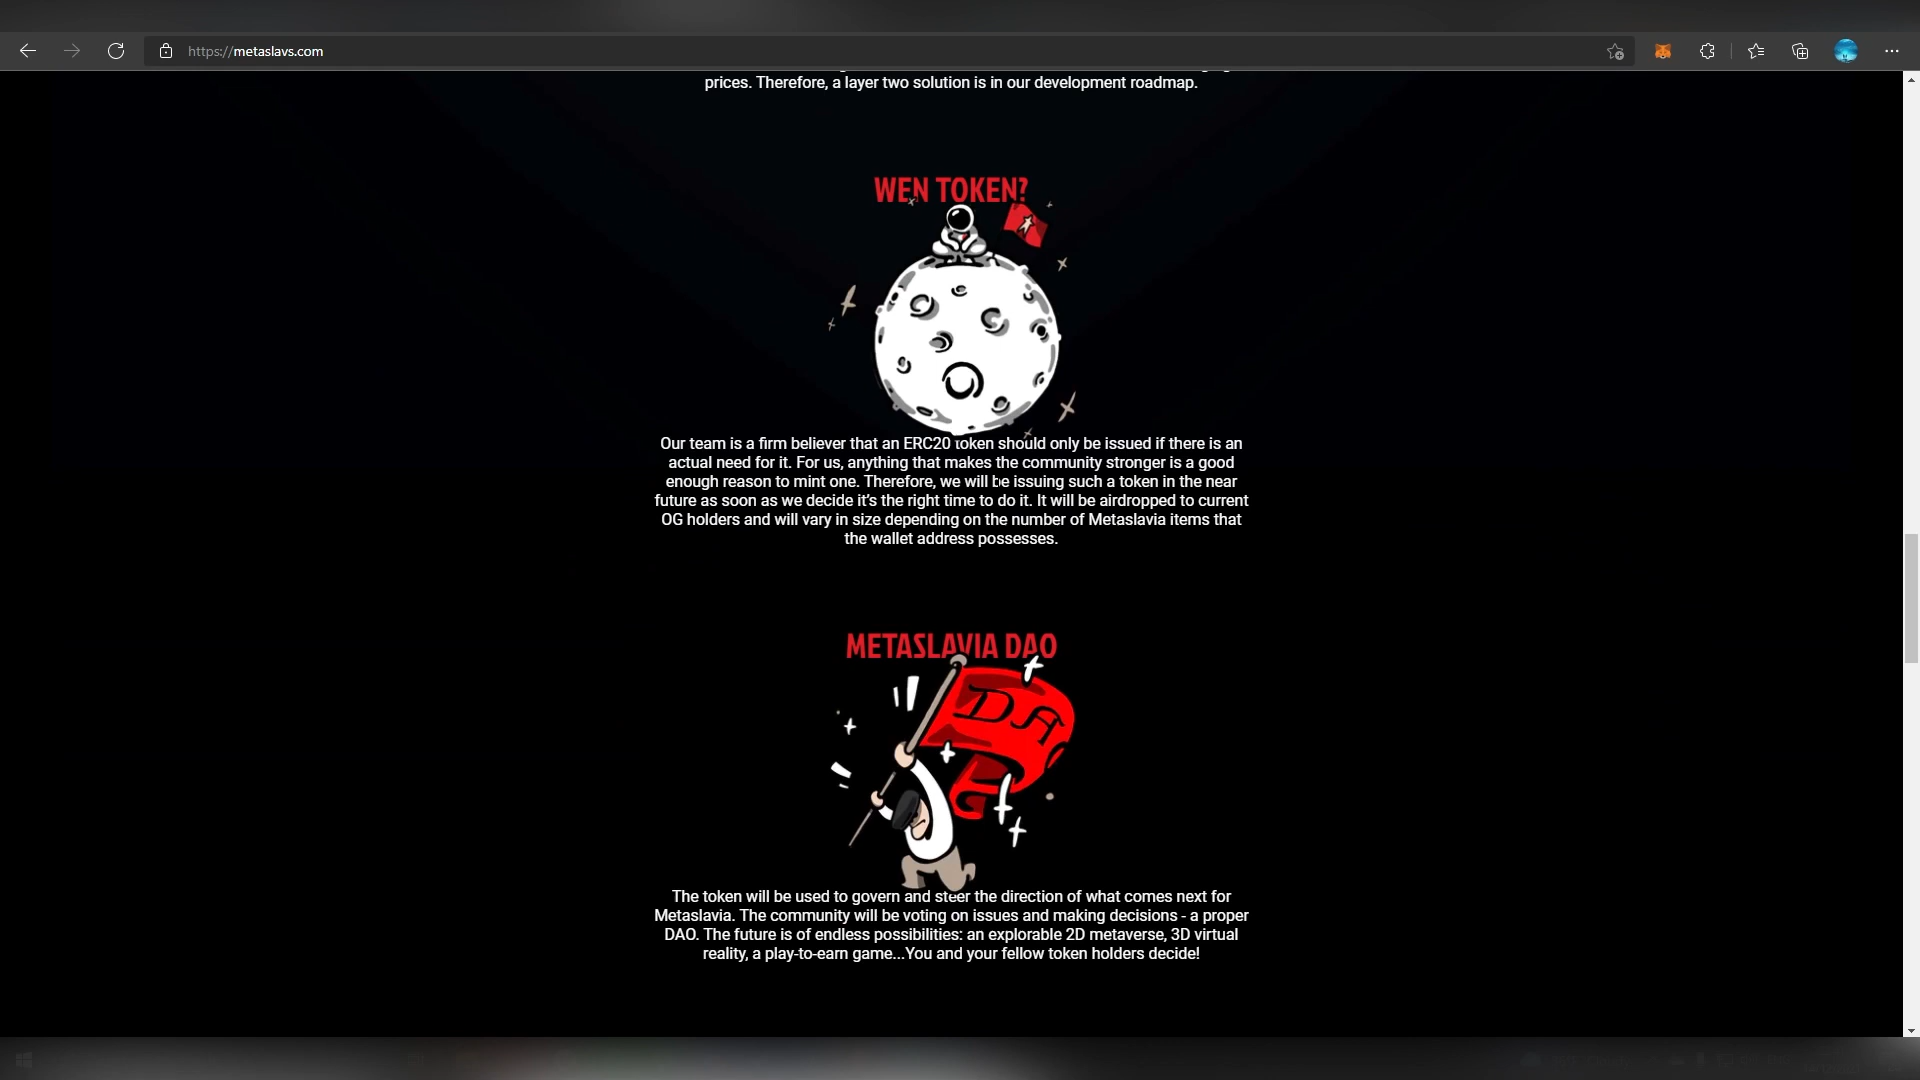 https://metaslavs.com
prices. Therefore, a layer two solution is in our development roadmap.
WEN TOKEN?
Our team is a firm believer that an ERC20 token should only be issued if there is an
actual need for it. For us, anything that makes the community stronger is a good
enough reason to mint one. Therefore, we will be issuing such a token in the near
future as soon as we decide it's the right time to do it. It will be airdropped to current
OG holders and will vary in size depending on the number of Metaslavia items that
the wallet address possesses.
METASLAVIA DAO
DA
The token will be used to govern and steer the direction of what comes next for
Metaslavia. The community will be voting on issues and making decisions - a proper
DAO. The future is of endless possibilities: an explorable 2D metaverse, 3D virtual
reality, a play-to-earn game...You and your fellow token holders decide!